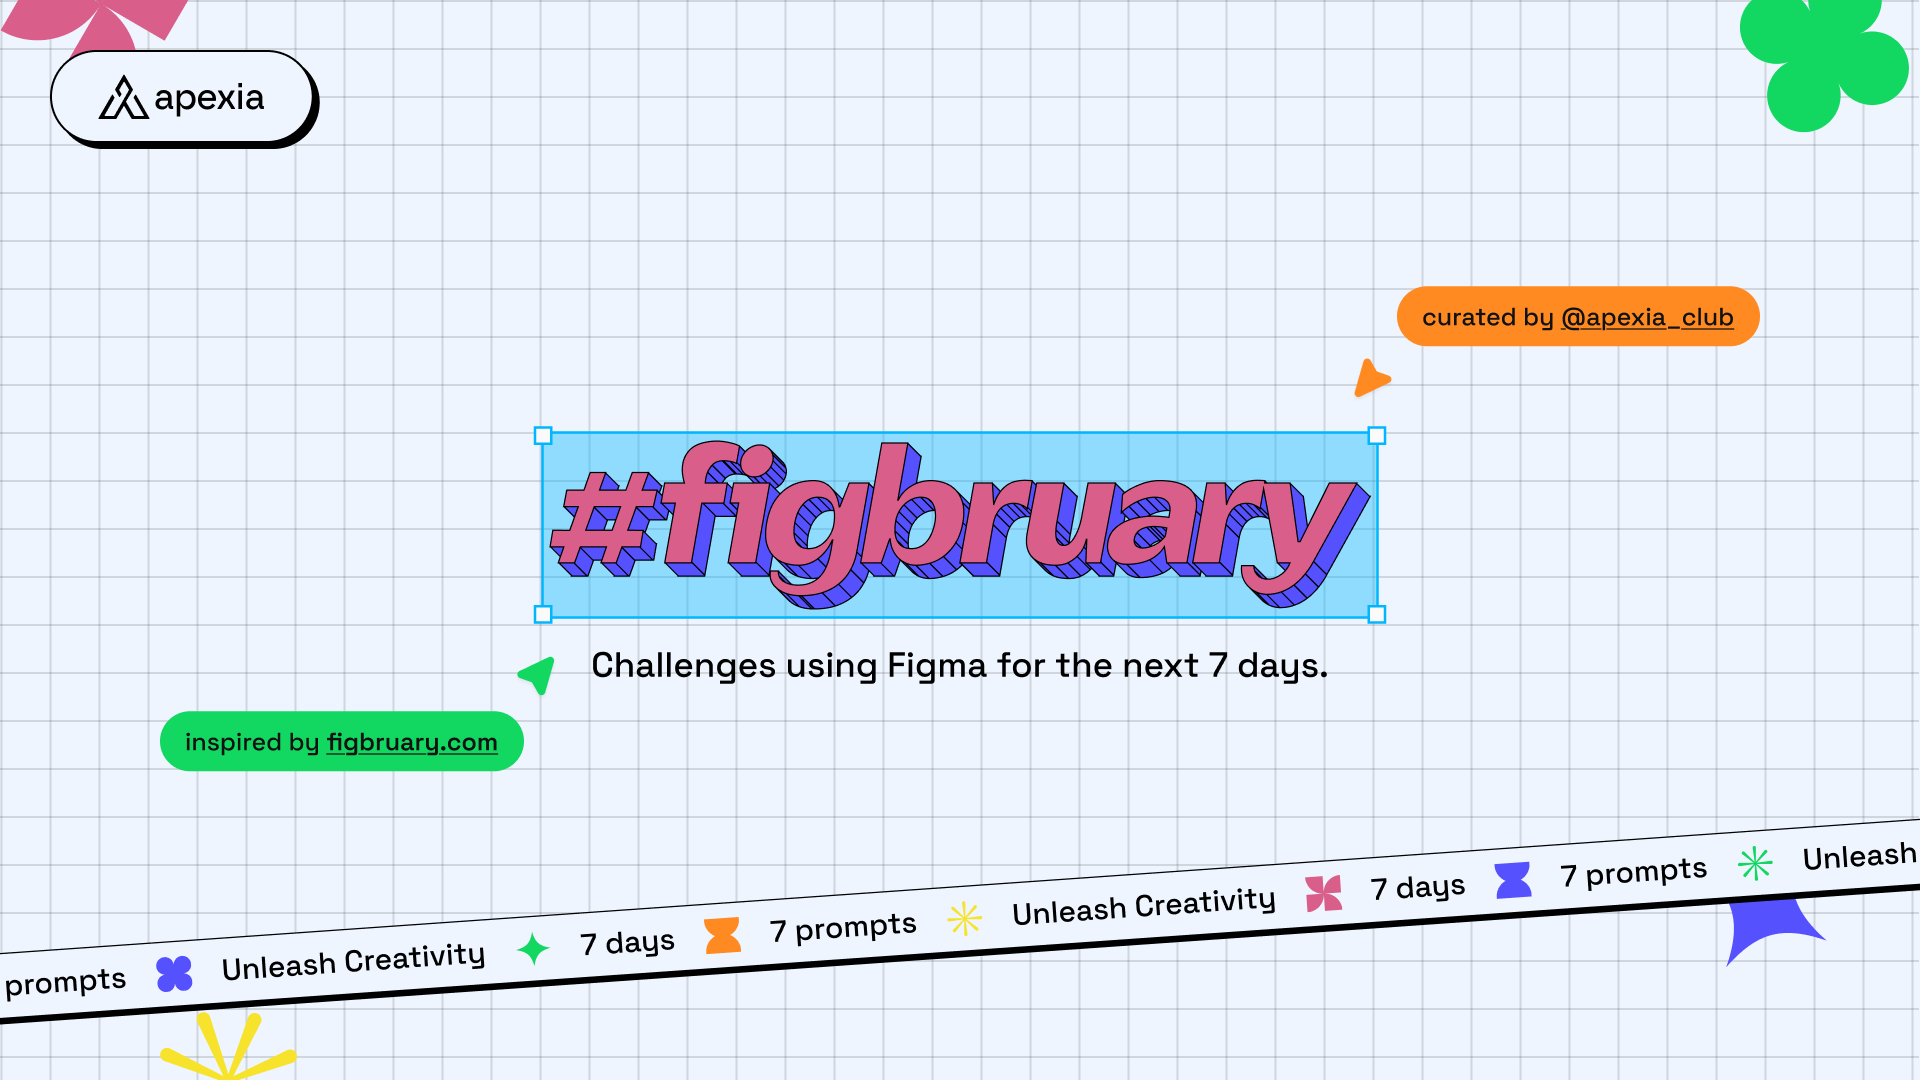 apexia
curated by @apexia_club
#figbruary
Challenges using Figma for the next 7 days.
inspired by figbruary.com
prompts Unleash Creativity 7 days 7 prompts Unleash Creativity 7 days 7 prompts Unleash